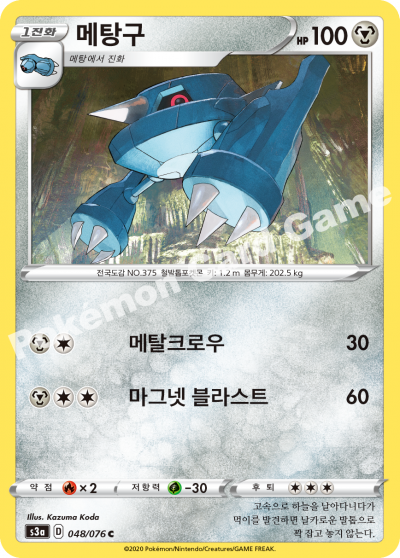 1진화 메탕구 HP 100
메탕에서 진화
전국도감 NO.375 철발톱포켓몬 키: 1.2 m 몸무게: 202.5 kg
메탈크로우 30
마그넷 블라스트 60
약점 ×2 저항력 -30 후퇴
Illus. Kazuma Koda
고속으로 하늘을 날아다니다가
먹이를 발견하면 날카로운 발톱으로
꽉 잡고 놓지 않는다.
s3a D 048/076 C
©2020 Pokémon/Nintendo/Creatures/GAME FREAK.
Pokémon Card Game